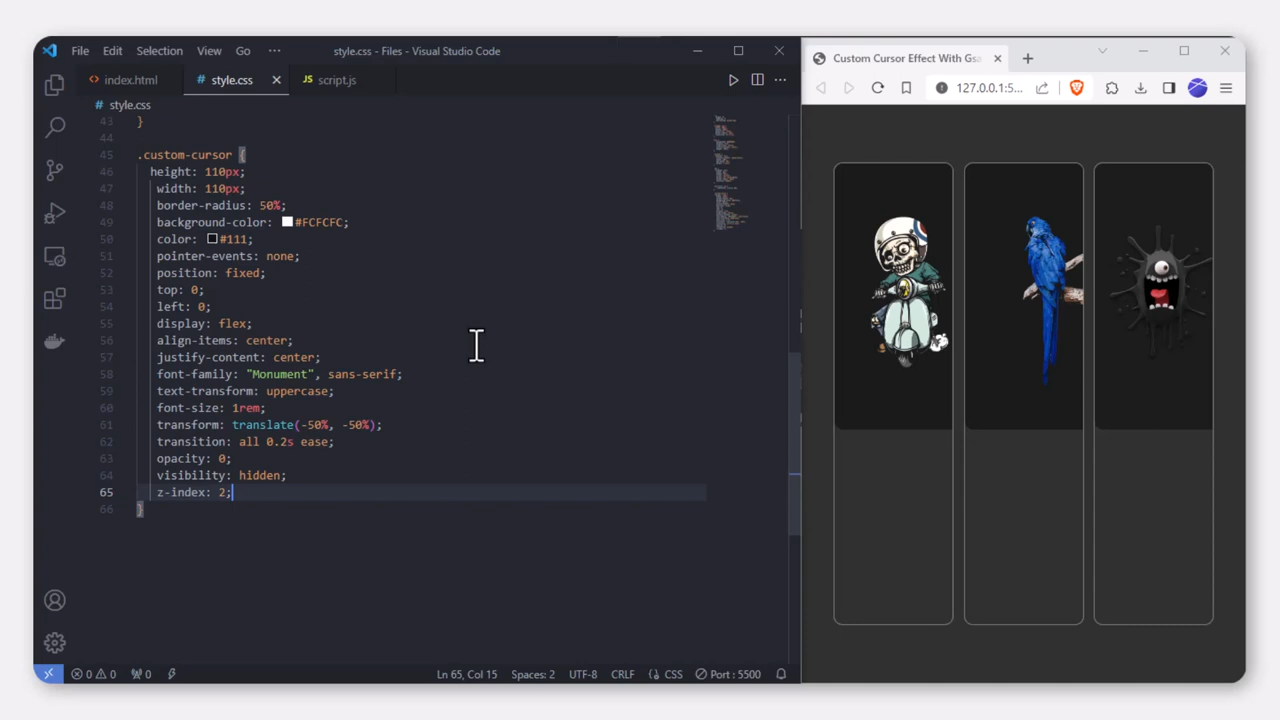 File Edit Selection View Go ··· style.css - Files - Visual Studio Code
index.html # style.css JS script.js
# style.css
43 }
44
45 .custom-cursor {
46 height: 110px;
47 width: 110px;
48 border-radius: 50%;
49 background-color: #FCFCFC;
50 color: #111;
51 pointer-events: none;
52 position: fixed;
53 top: 0;
54 left: 0;
55 display: flex;
56 align-items: center;
57 justify-content: center;
58 font-family: "Monument", sans-serif;
59 text-transform: uppercase;
60 font-size: 1rem;
61 transform: translate(-50%, -50%);
62 transition: all 0.2s ease;
63 opacity: 0;
64 visibility: hidden;
65 z-index: 2;
66 }
0 0 0 Ln 65, Col 15 Spaces: 2 UTF-8 CRLF CSS Port : 5500
Custom Cursor Effect With Gsa
127.0.0.1:5...